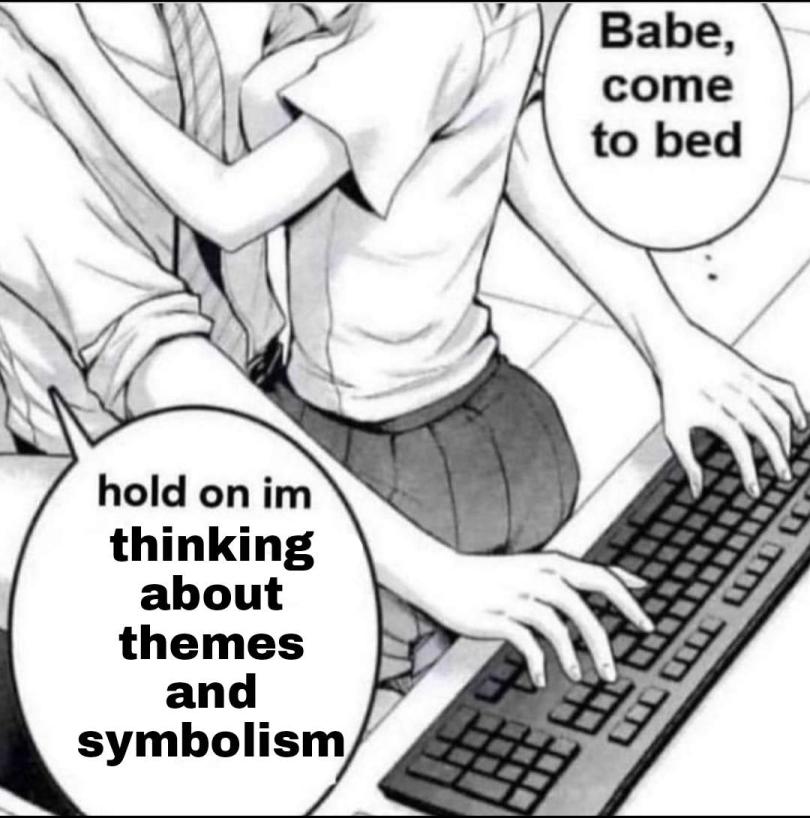 Babe,
come
to bed
hold on im
thinking
about
themes
and
symbolism